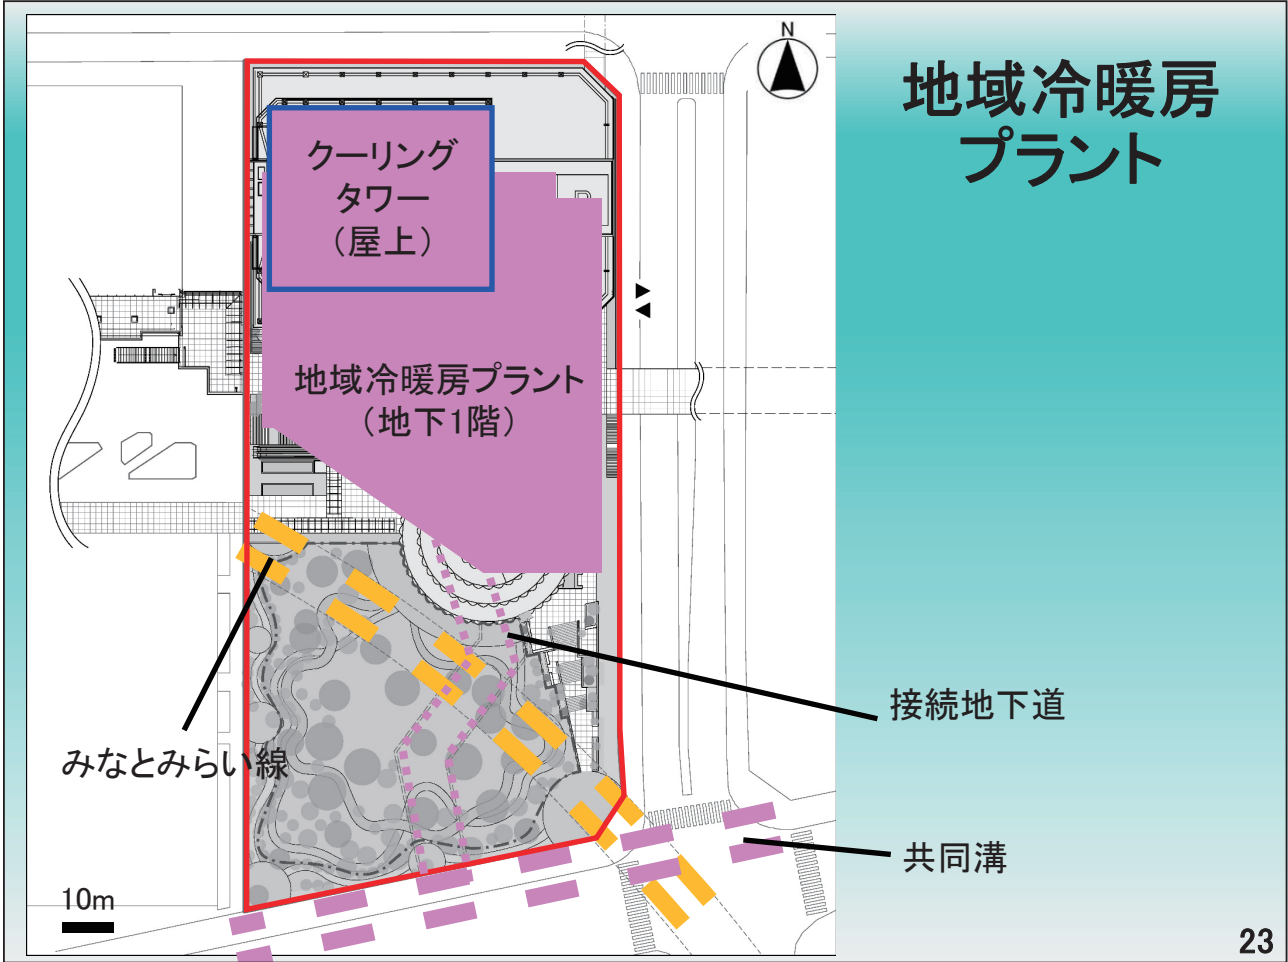 地域冷暖房
プラント
N
クーリング
タワー
（屋上）
地域冷暖房プラント
（地下1階）
接続地下道
みなとみらい線
共同溝
10m
23